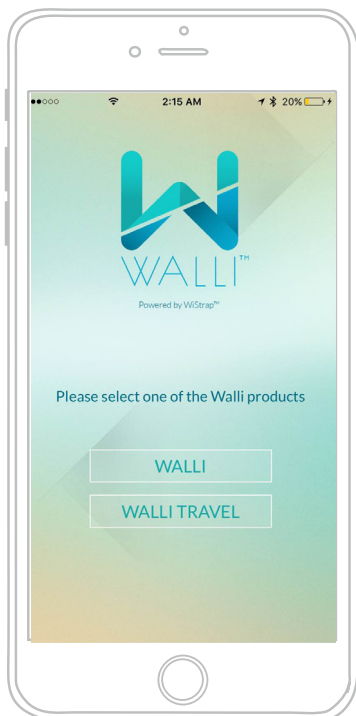 2:15 AM 20%
WALLI™
Powered by WiStrap™
Please select one of the Walli products
WALLI
WALLI TRAVEL